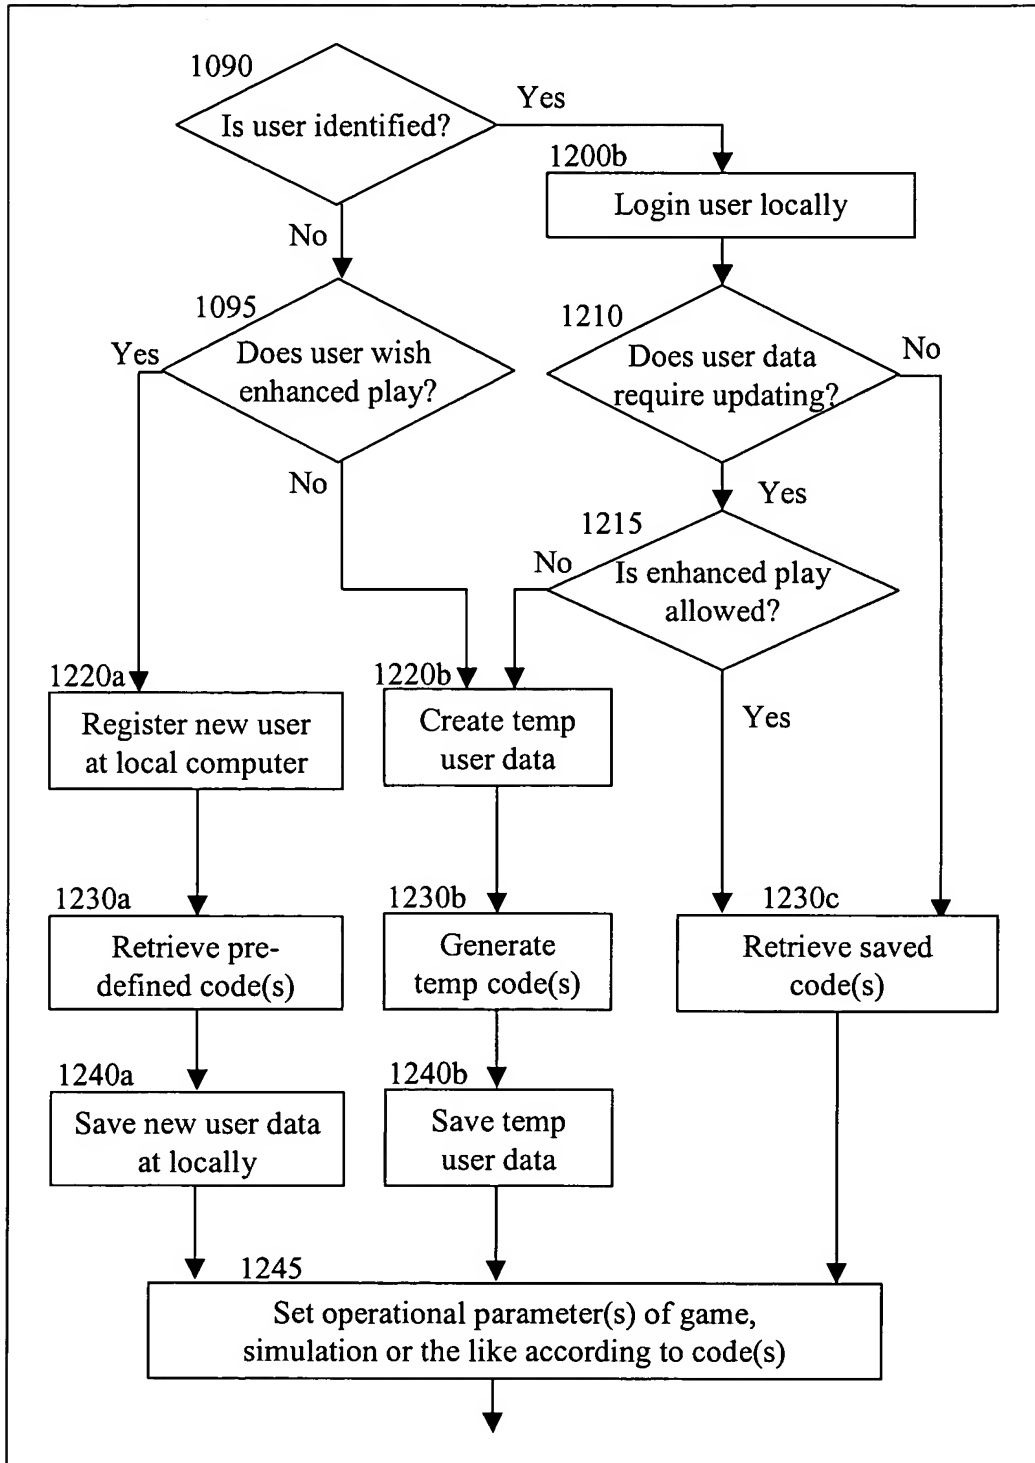 1090
Is user identified?
Yes
No
1200b
Login user locally
1095
Does user wish
enhanced play?
Yes
No
1210
Does user data
require updating?
No
Yes
1215
Is enhanced play
allowed?
No
Yes
1220a
Register new user
at local computer
1220b
Create temp
user data
1230a
Retrieve pre-
defined code(s)
1230b
Generate
temp code(s)
1230c
Retrieve saved
code(s)
1240a
Save new user data
at locally
1240b
Save temp
user data
1245
Set operational parameter(s) of game,
simulation or the like according to code(s)